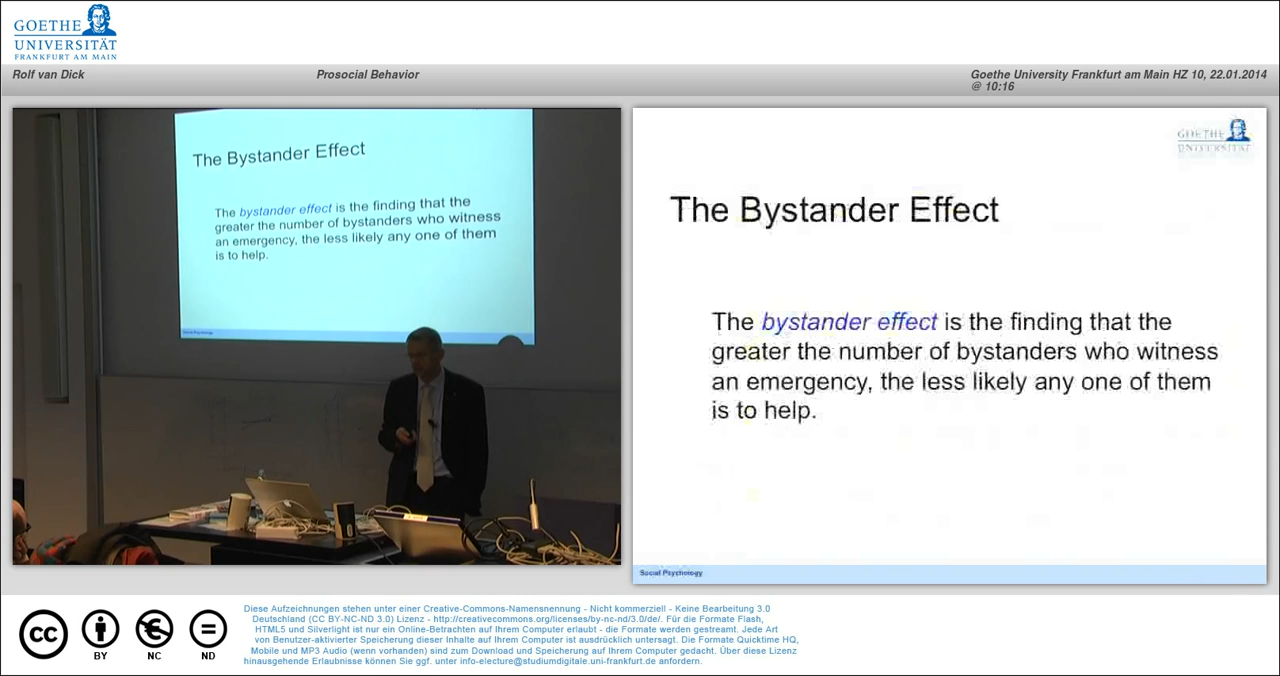 GOETHE
UNIVERSITÄT
FRANKFURT AM MAIN
Rolf van Dick
Prosocial Behavior
Goethe University Frankfurt am Main HZ 10, 22.01.2014
@ 10:16
The Bystander Effect
The bystander effect is the finding that the
greater the number of bystanders who witness
an emergency, the less likely any one of them
is to help.
Social Psychology
GOETHE
UNIVERSITÄT
The Bystander Effect
The bystander effect is the finding that the
greater the number of bystanders who witness
an emergency, the less likely any one of them
is to help.
Social Psychology
cc
BY
NC
ND
Diese Aufzeichnungen stehen unter einer Creative-Commons-Namensnennung - Nicht kommerziell - Keine Bearbeitung 3.0
Deutschland (CC BY-NC-ND 3.0) Lizenz - http://creativecommons.org/licenses/by-nc-nd/3.0/de/. Für die Formate Flash,
HTML5 und Silverlight ist nur ein Online-Betrachten auf Ihrem Computer erlaubt - die Formate werden gestreamt. Jede Art
von Benutzer-aktivierter Speicherung dieser Inhalte auf Ihrem Computer ist ausdrücklich untersagt. Die Formate Quicktime HQ,
Mobile und MP3 Audio (wenn vorhanden) sind zum Download und Speicherung auf Ihrem Computer gedacht. Über diese Lizenz
hinausgehende Erlaubnisse können Sie ggf. unter info-electure@studiumdigitale.uni-frankfurt.de anfordern.